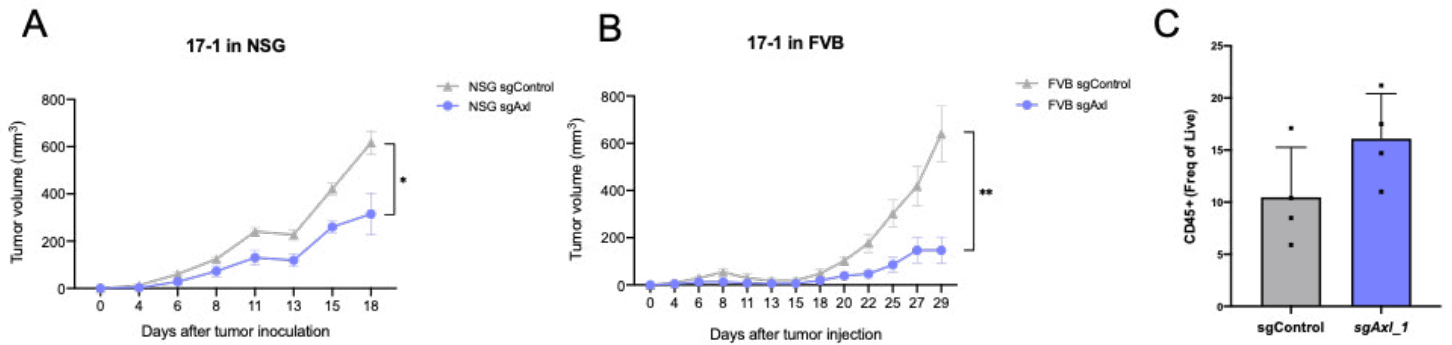 A
17-1 in NSG
NSG sgControl
NSG sgAxl
800
600
400
200
0
Tumor volume (mm³)
*
0 4 6 8 11 13 15 18
Days after tumor inoculation
B
17-1 in FVB
FVB sgControl
FVB sgAxl
800
600
400
200
0
Tumor volume (mm³)
**
0 4 6 8 11 13 15 18 20 22 25 27 29
Days after tumor injection
C
25
20
15
10
5
0
CD45+ (Freq of Live)
sgControl sgAxl_1